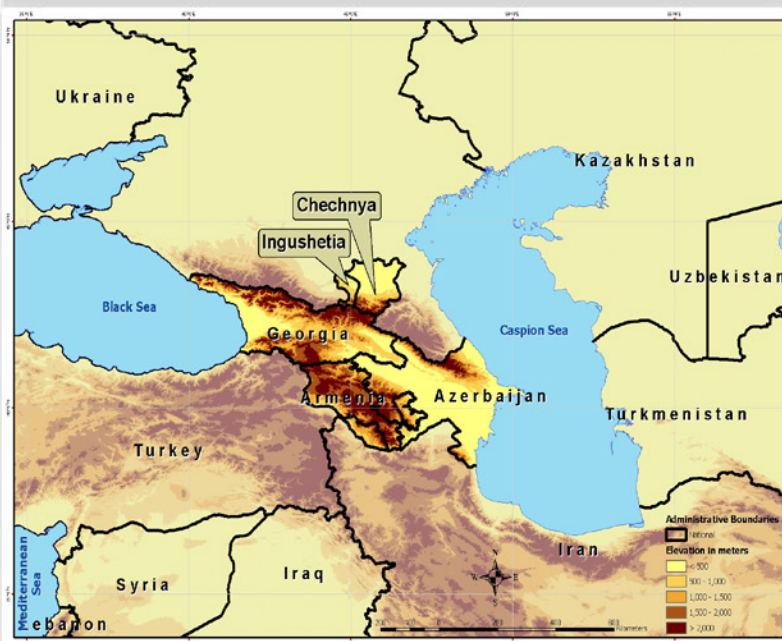 Ukraine
Kazakhstan
Chechnya
Ingushetia
Uzbekistan
Black Sea
Caspion Sea
Georgia
Armenia
Azerbaijan
Turkmenistan
Turkey
Administrative Boundaries
National
Elevation in meters
< 500
500 - 1,000
1,000 - 1,500
1,500 - 2,000
> 2,000
Iran
N
W
E
S
Mediterranean
Sea
Syria
Iraq
Lebanon
Kilometers